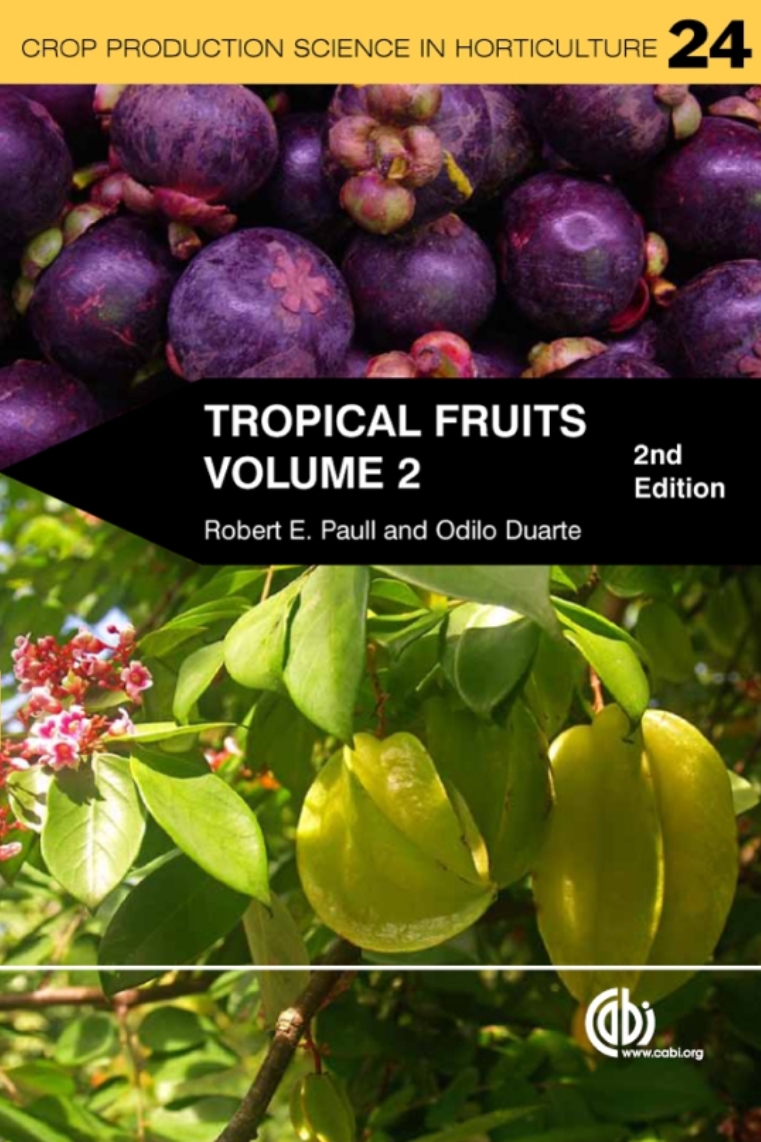 CROP PRODUCTION SCIENCE IN HORTICULTURE 24
TROPICAL FRUITS
VOLUME 2
2nd
Edition
Robert E. Paull and Odilo Duarte
cabi
www.cabi.org